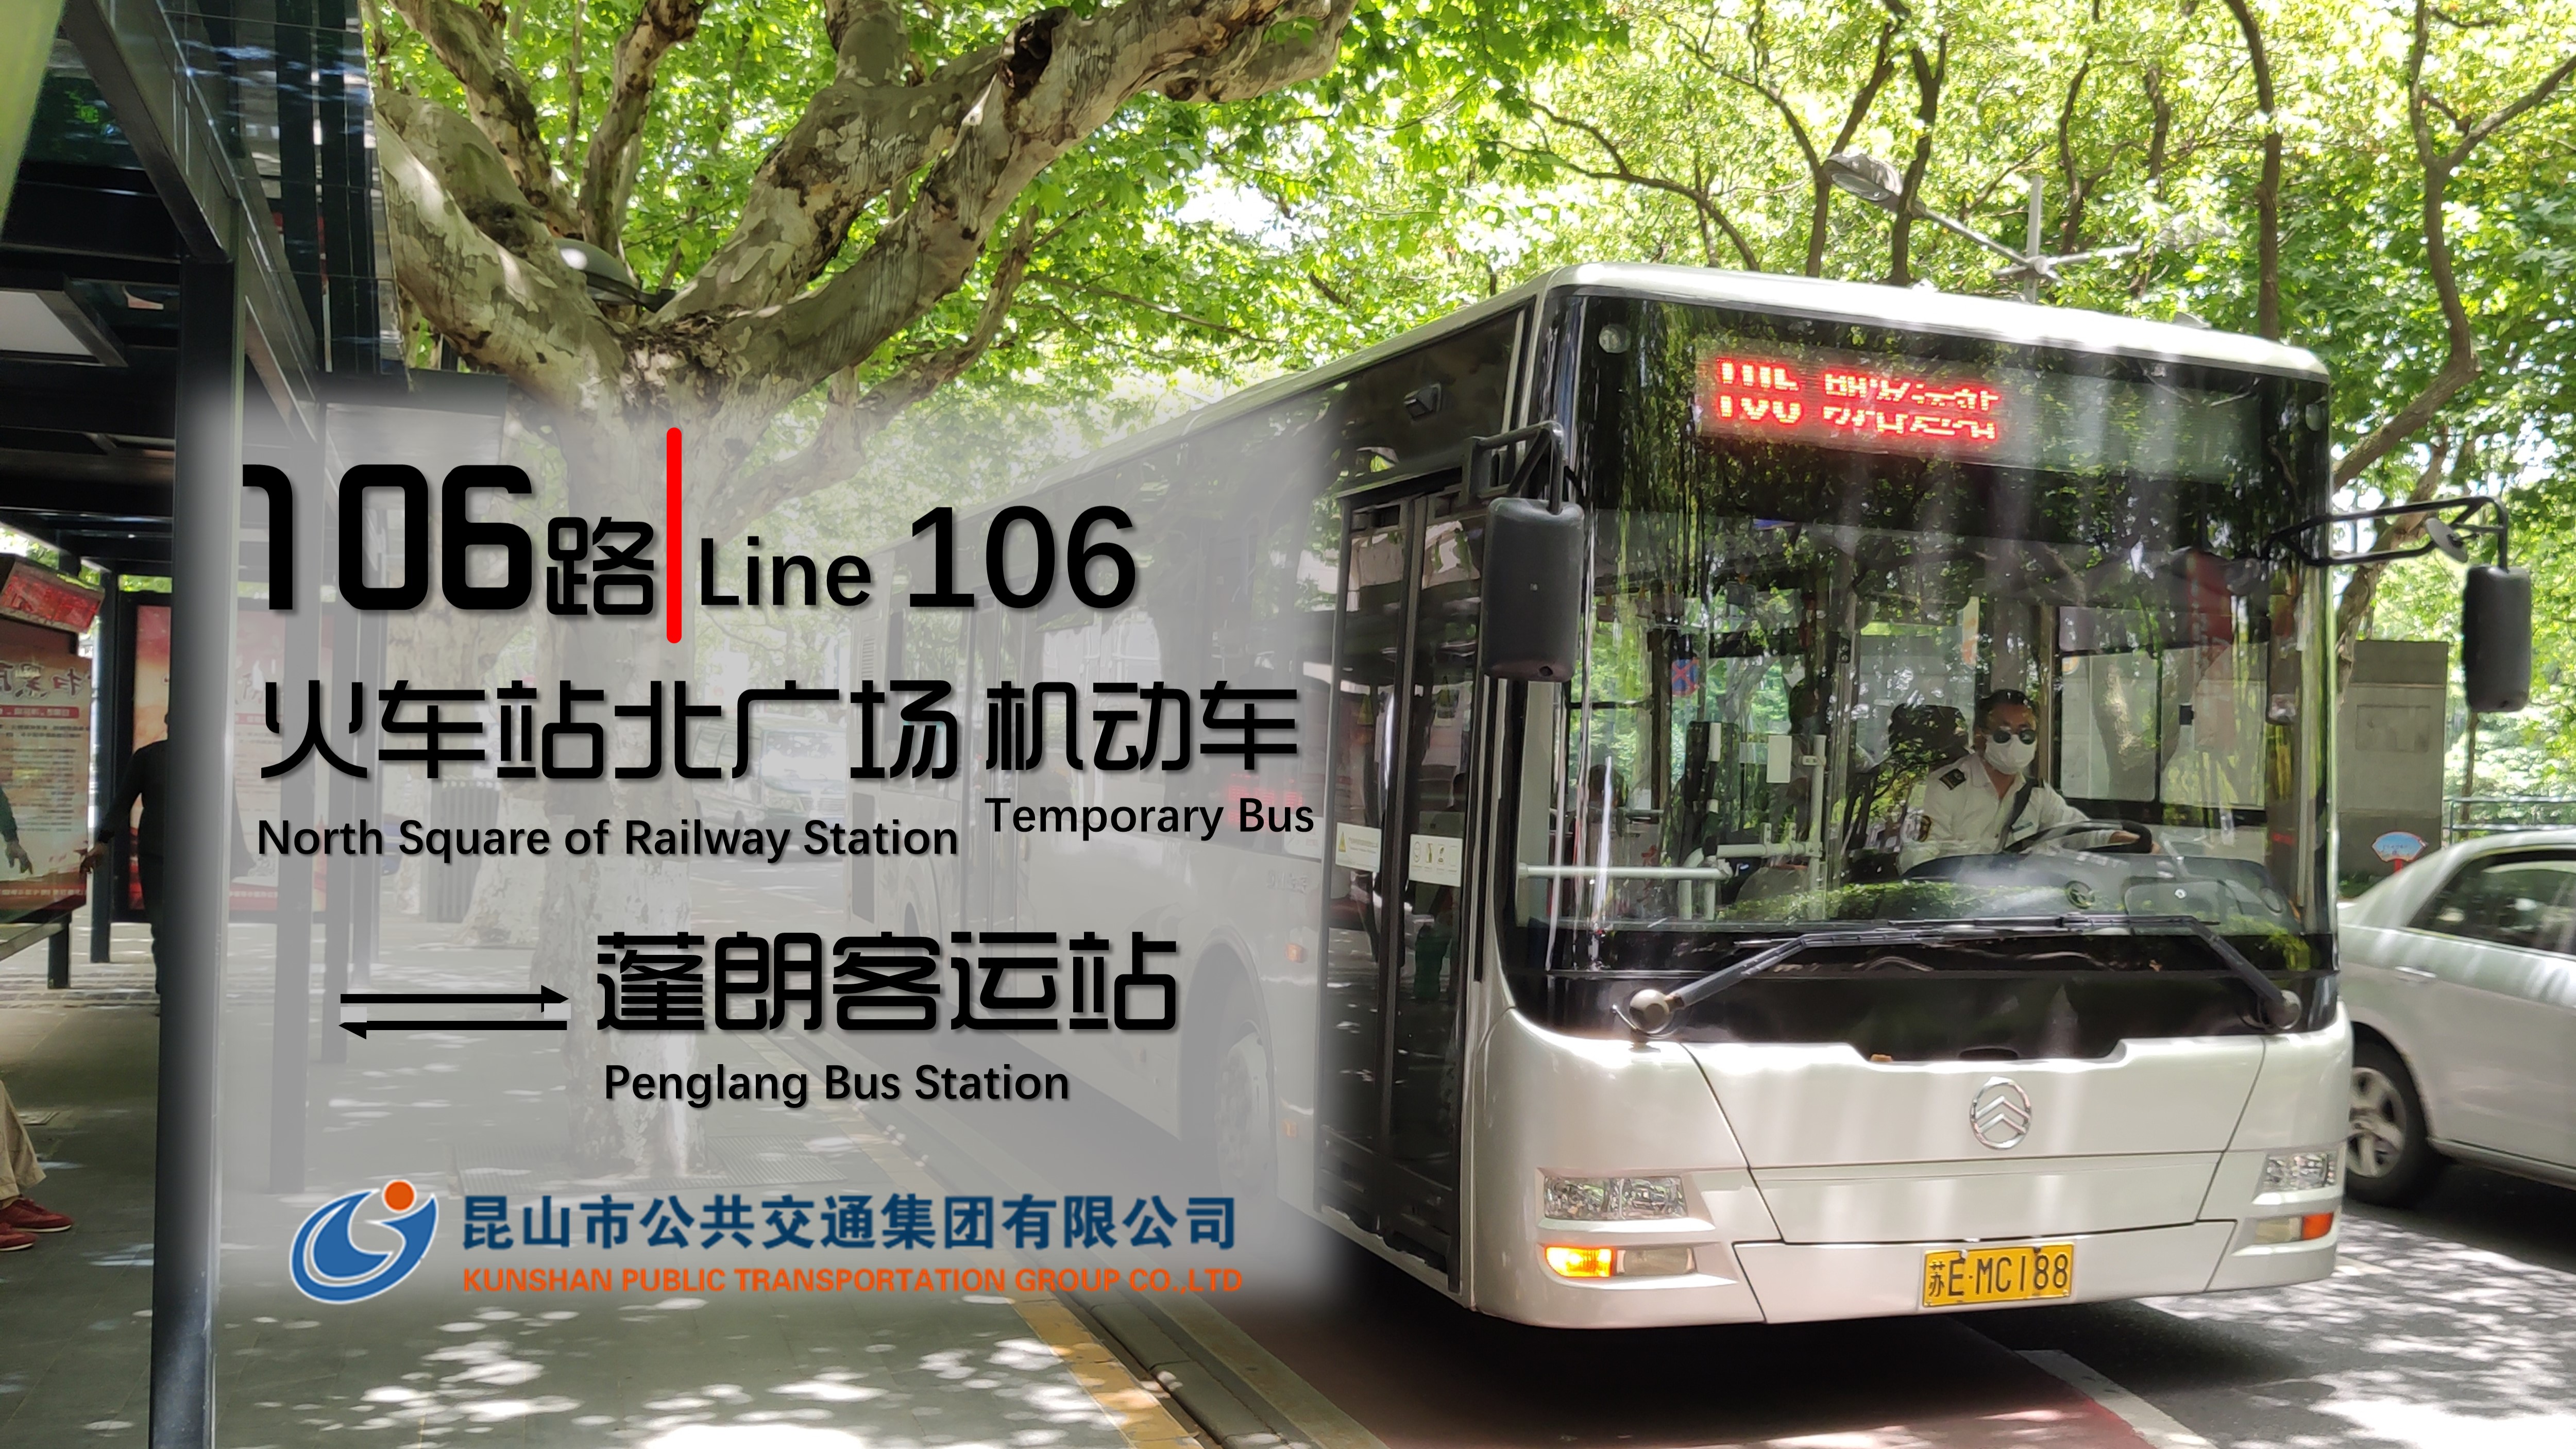 106路 Line 106
火车站北广场 机动车
North Square of Railway Station Temporary Bus
蓬朗客运站
Penglang Bus Station
昆山市公共交通集团有限公司
KUNSHAN PUBLIC TRANSPORTATION GROUP CO.,LTD
106
苏E·MC188